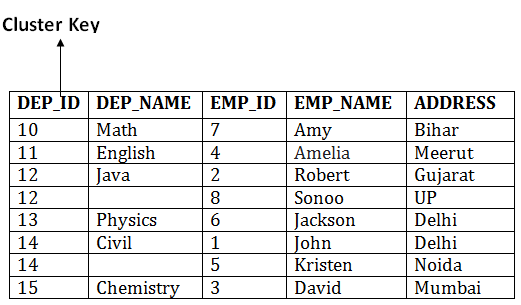 Cluster Key
DEP_ID DEP_NAME EMP_ID EMP_NAME ADDRESS
10 Math 7 Amy Bihar
11 English 4 Amelia Meerut
12 Java 2 Robert Gujarat
12 8 Sonoo UP
13 Physics 6 Jackson Delhi
14 Civil 1 John Delhi
14 5 Kristen Noida
15 Chemistry 3 David Mumbai